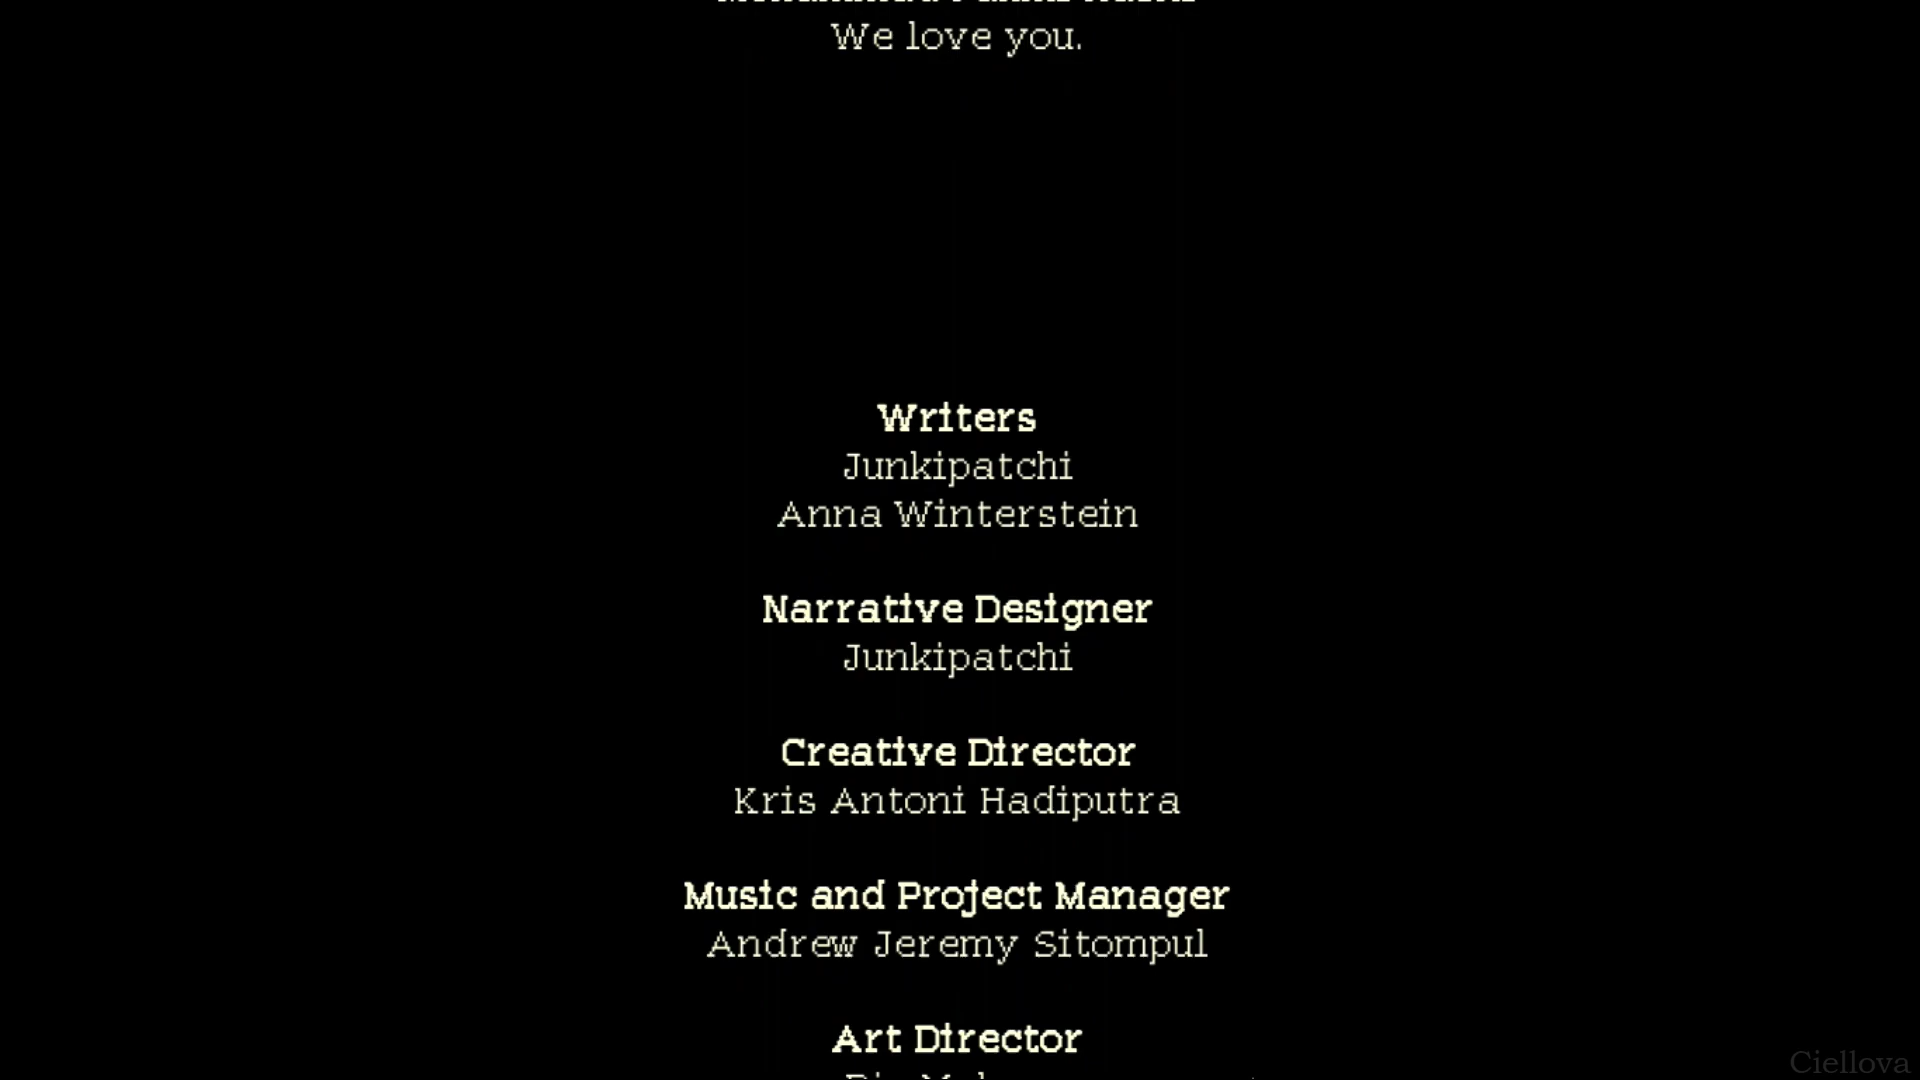 We love you.
Writers
Junkipatchi
Anna Winterstein
Narrative Designer
Junkipatchi
Creative Director
Kris Antoni Hadiputra
Music and Project Manager
Andrew Jeremy Sitompul
Art Director
Ciellova